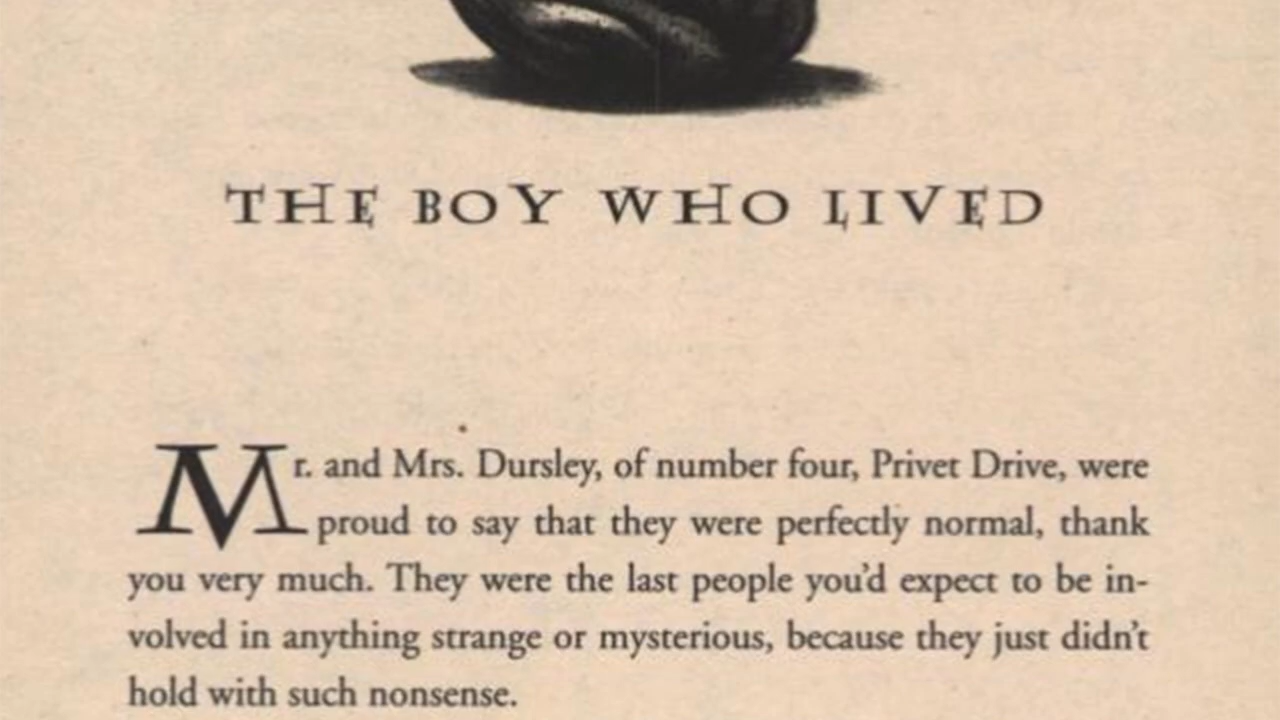 THE BOY WHO LIVED
Mr. and Mrs. Dursley, of number four, Privet Drive, were
proud to say that they were perfectly normal, thank
you very much. They were the last people you’d expect to be in-
volved in anything strange or mysterious, because they just didn’t
hold with such nonsense.